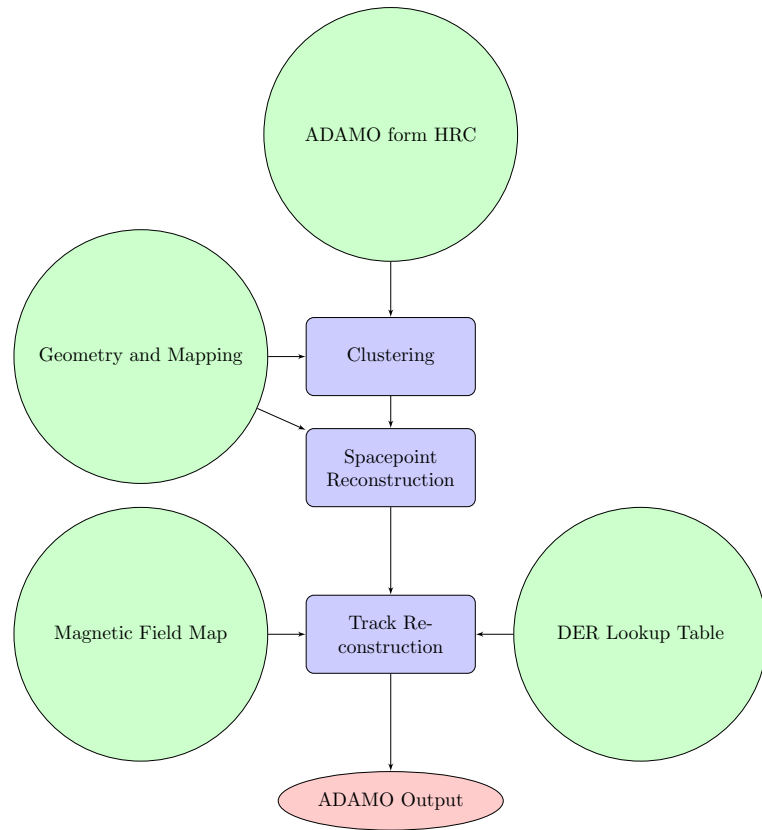 ADAMO form HRC
Geometry and Mapping
Clustering
Spacepoint
Reconstruction
Magnetic Field Map
Track Re-
construction
DER Lookup Table
ADAMO Output